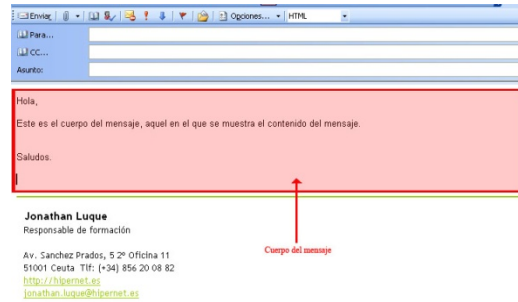 Enviar Opciones... HTML
Para...
CC...
Asunto:
Hola,
Este es el cuerpo del mensaje, aquel en el que se muestra el contenido del mensaje.
Saludos.
Jonathan Luque
Responsable de formación
Cuerpo del mensaje
Av. Sanchez Prados, 5 2º Oficina 11
51001 Ceuta Tlf: (+34) 856 20 08 82
http://hipernet.es
jonathan.luque@hipernet.es